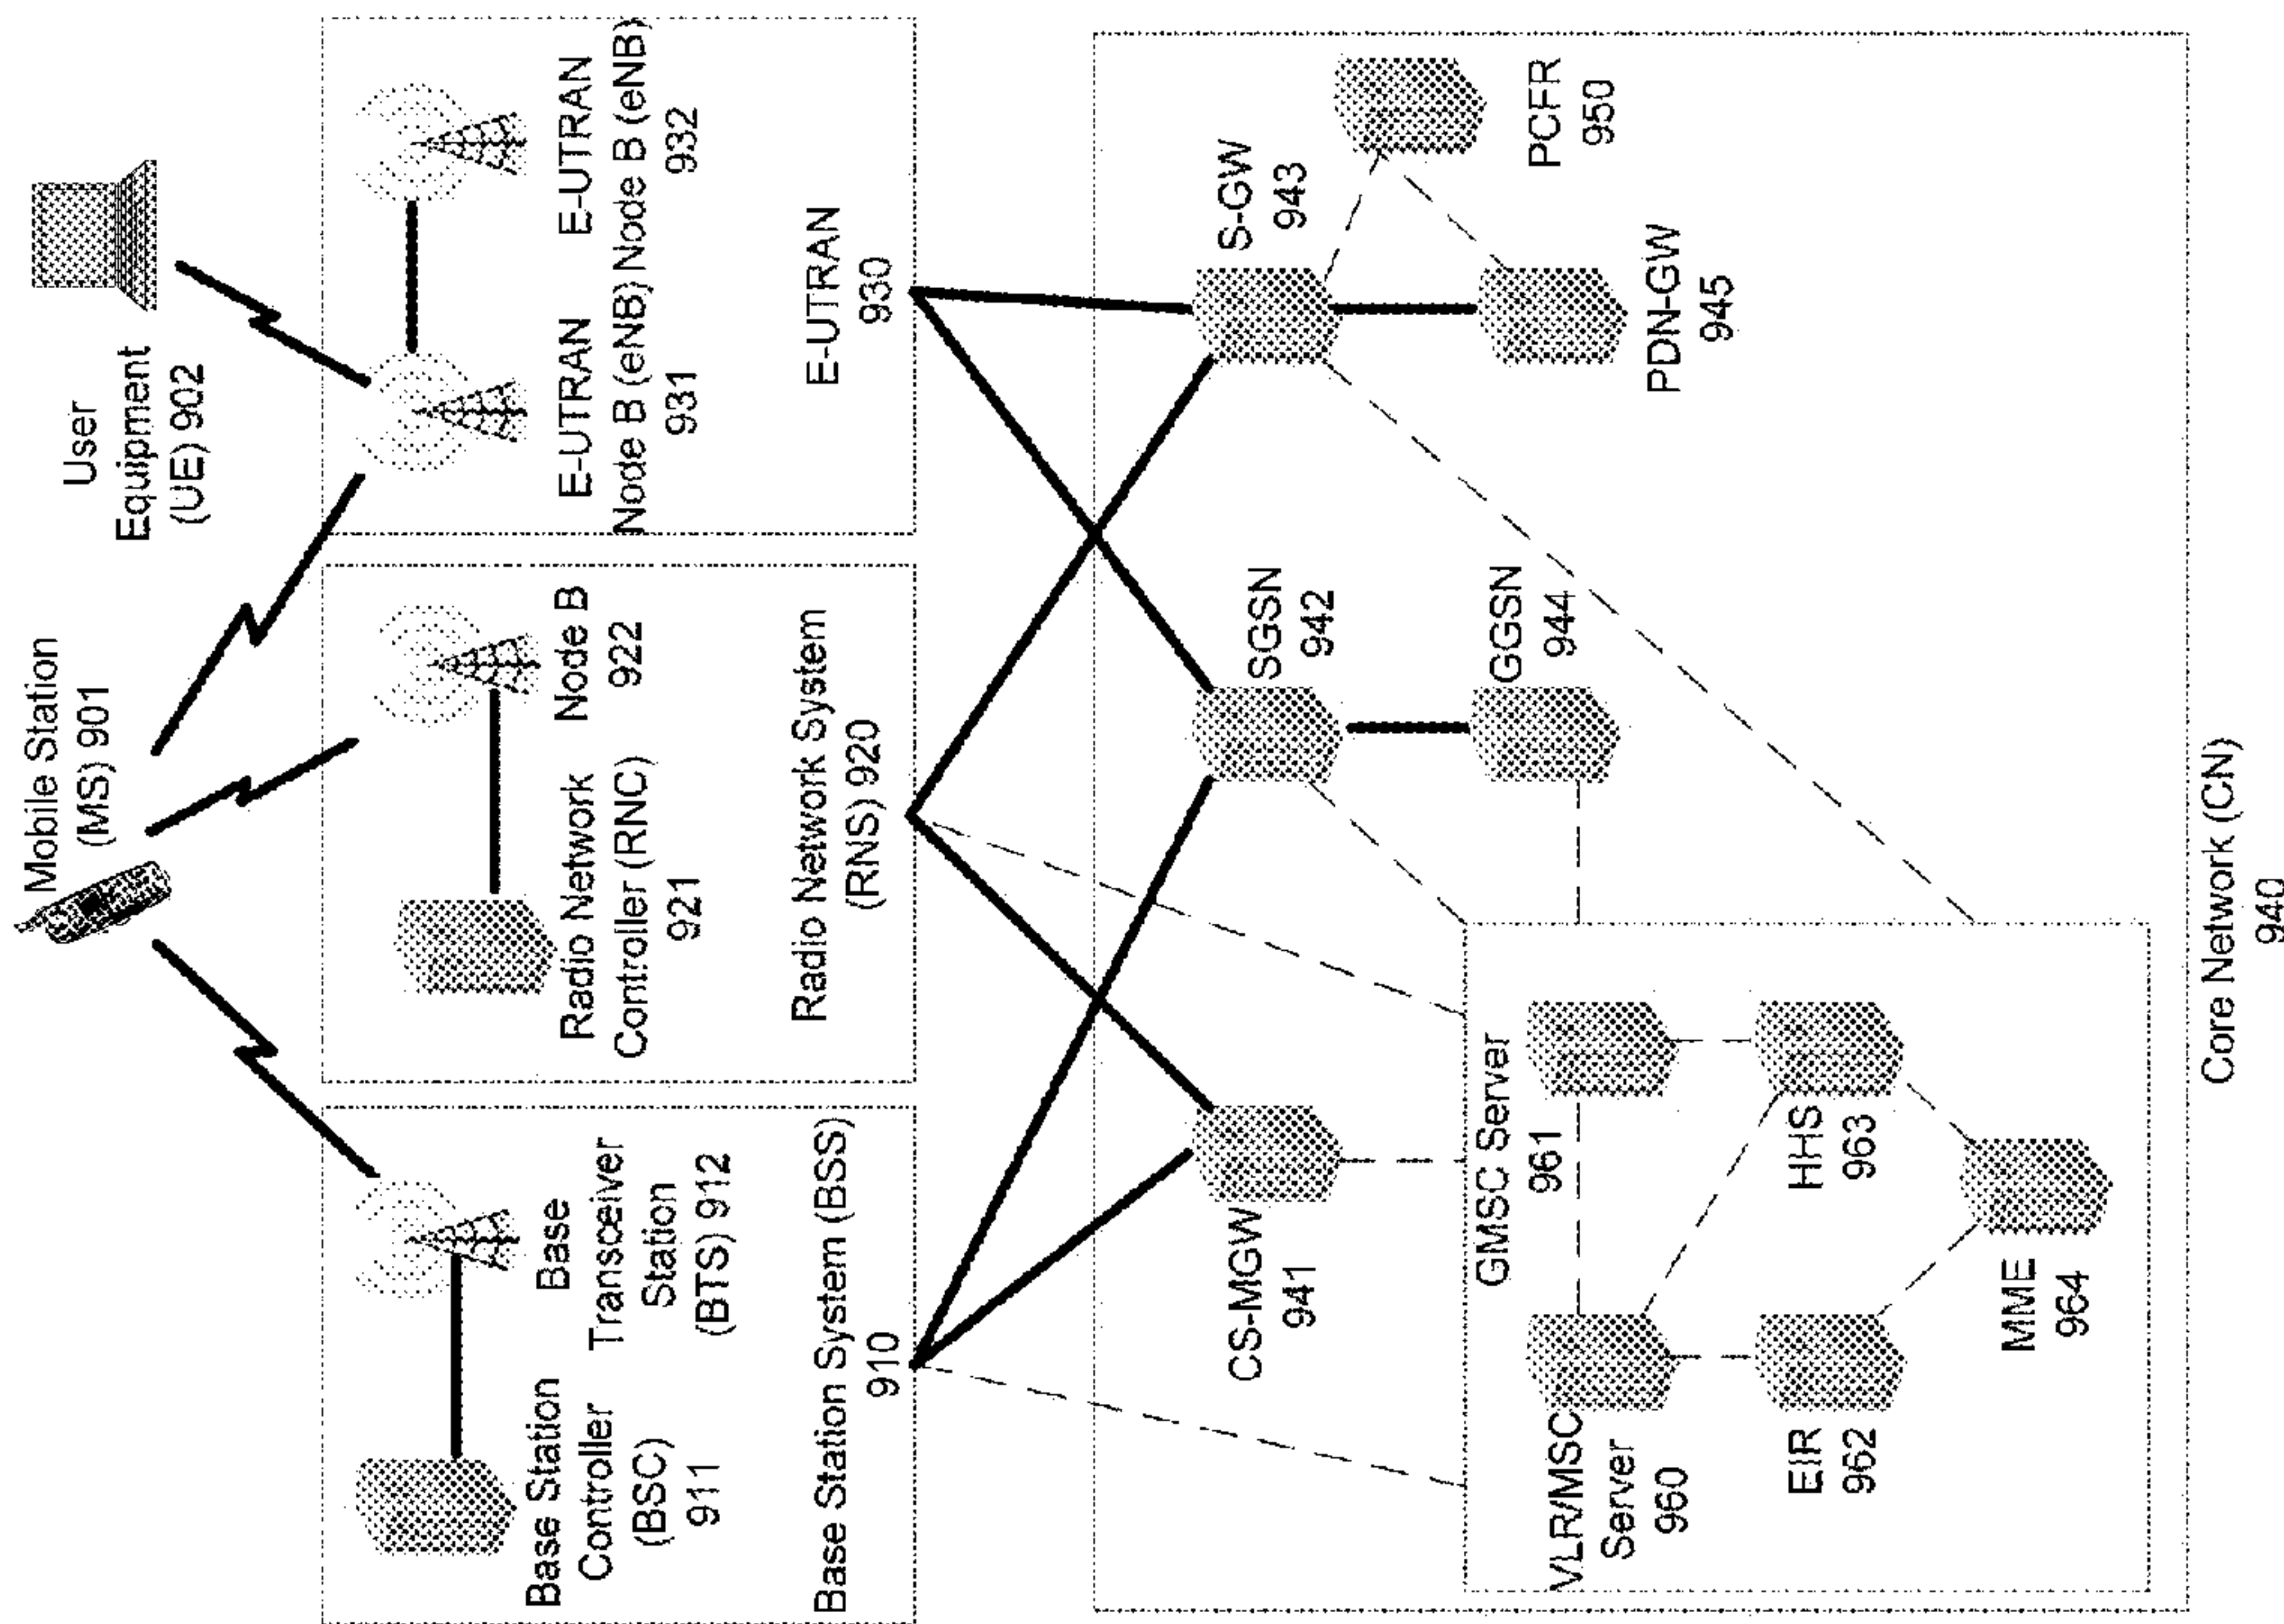 Mobile Station
(MS) 901
User
Equipment
(UE) 902
Base Station
Controller
(BSC)
911
Base
Transceiver
Station
(BTS) 912
Base Station System (BSS)
910
Radio Network
Controller (RNC)
921
Node B
922
Radio Network System
(RNS) 920
E-UTRAN
Node B (eNB)
931
E-UTRAN
Node B (eNB)
932
E-UTRAN
930
CS-MGW
941
SGSN
942
S-GW
943
GGSN
944
PDN-GW
945
PCFR
950
GMSC Server
961
VLR/MSC
Server
960
EIR
962
HHS
963
MME
964
Core Network (CN)
940